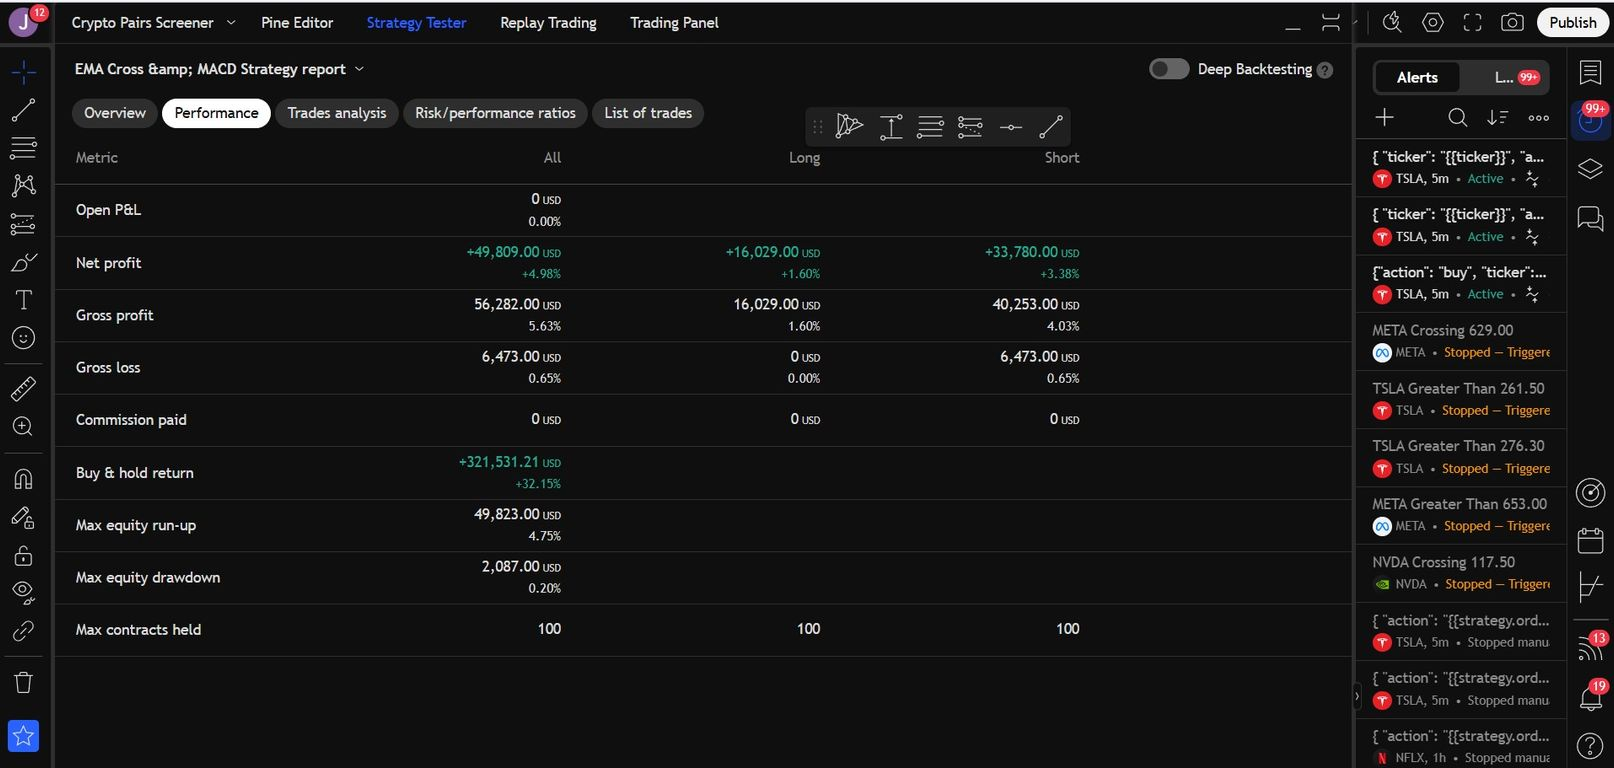 J
12
Crypto Pairs Screener
Pine Editor
Strategy Tester
Replay Trading
Trading Panel
Publish
EMA Cross &amp; MACD Strategy report
Deep Backtesting ?
Alerts
L... 99+
99+
Overview
Performance
Trades analysis
Risk/performance ratios
List of trades
Metric
All
Long
Short
Open P&L
0 USD
0.00%
Net profit
+49,809.00 USD
+4.98%
+16,029.00 USD
+1.60%
+33,780.00 USD
+3.38%
Gross profit
56,282.00 USD
5.63%
16,029.00 USD
1.60%
40,253.00 USD
4.03%
Gross loss
6,473.00 USD
0.65%
0 USD
0.00%
6,473.00 USD
0.65%
Commission paid
0 USD
0 USD
0 USD
Buy & hold return
+321,531.21 USD
+32.15%
Max equity run-up
49,823.00 USD
4.75%
Max equity drawdown
2,087.00 USD
0.20%
Max contracts held
100
100
100
{ "ticker": "{{ticker}}", "a...
TSLA, 5m • Active •
{ "ticker": "{{ticker}}", "a...
TSLA, 5m • Active •
{"action": "buy", "ticker":...
TSLA, 5m • Active •
META Crossing 629.00
META • Stopped — Triggere
TSLA Greater Than 261.50
TSLA • Stopped — Triggere
TSLA Greater Than 276.30
TSLA • Stopped — Triggere
META Greater Than 653.00
META • Stopped — Triggere
NVDA Crossing 117.50
NVDA • Stopped — Triggere
{ "action": "{{strategy.ord...
TSLA, 5m • Stopped manu
{ "action": "{{strategy.ord...
TSLA, 5m • Stopped manu
{ "action": "{{strategy.ord...
NFLX, 1h • Stopped manu
13
19